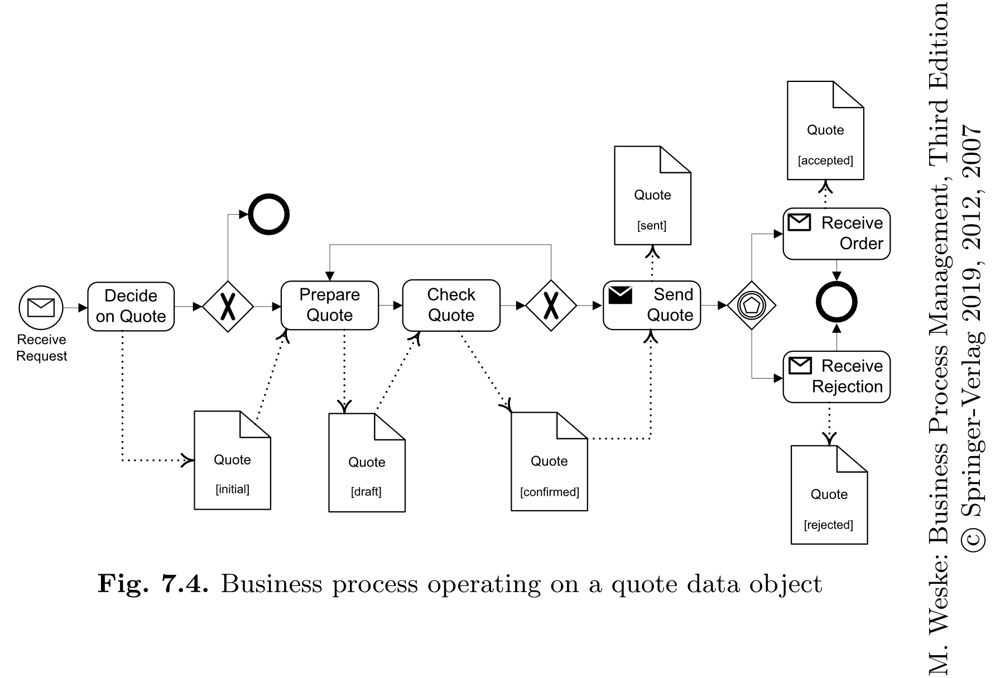 Receive
Request
Decide
on Quote
X
Prepare
Quote
Check
Quote
X
Send
Quote
Receive
Order
Receive
Rejection
Quote
[initial]
Quote
[draft]
Quote
[confirmed]
Quote
[sent]
Quote
[accepted]
Quote
[rejected]
Fig. 7.4. Business process operating on a quote data object
M. Weske: Business Process Management, Third Edition
© Springer-Verlag 2019, 2012, 2007